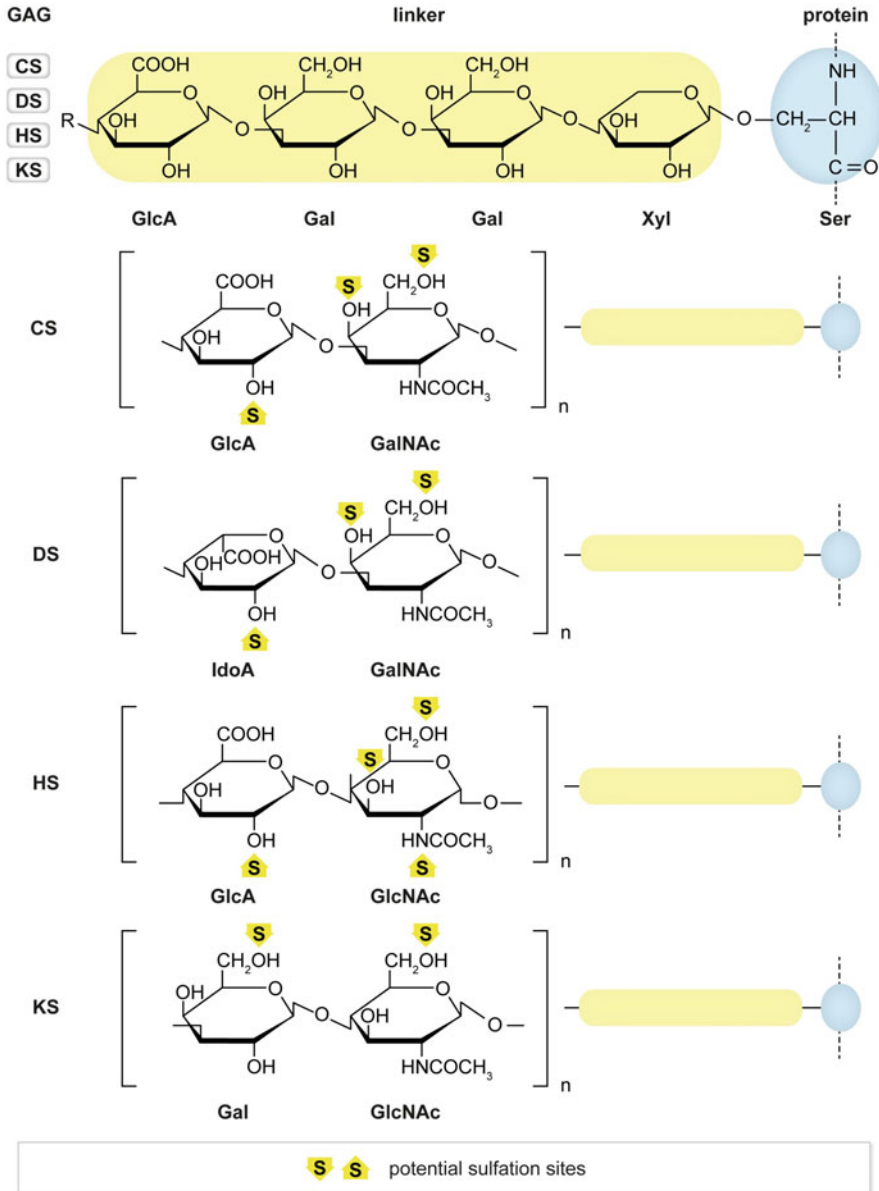 GAG linker protein
CS
DS
HS
KS
COOH CH₂OH CH₂OH NH
R OH O O OH O O OH O O OH O O CH₂ CH
OH OH OH OH C=O
GlcA Gal Gal Xyl Ser
S
S
COOH CH₂OH
OH
CS O O
OH O O
OH HNCOCH₃
S
n
GlcA GalNAc
S
S
CH₂OH
OH
DS O O
OH COOH O O
OH HNCOCH₃
S
n
IdoA GalNAc
S
COOH CH₂OH
S
HS O O
OH O OH O
OH HNCOCH₃
S S
n
GlcA GlcNAc
S S
CH₂OH CH₂OH
OH O O
KS O OH O
OH HNCOCH₃
n
Gal GlcNAc
S S potential sulfation sites